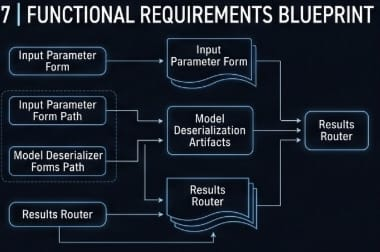 7 | FUNCTIONAL REQUIREMENTS BLUEPRINT
Input Parameter
Form
Input
Parameter Form
Input Parameter
Form Path
Model
Deserialization
Artifacts
Results
Router
Model Deserializer
Forms Path
Results
Router
Results Router